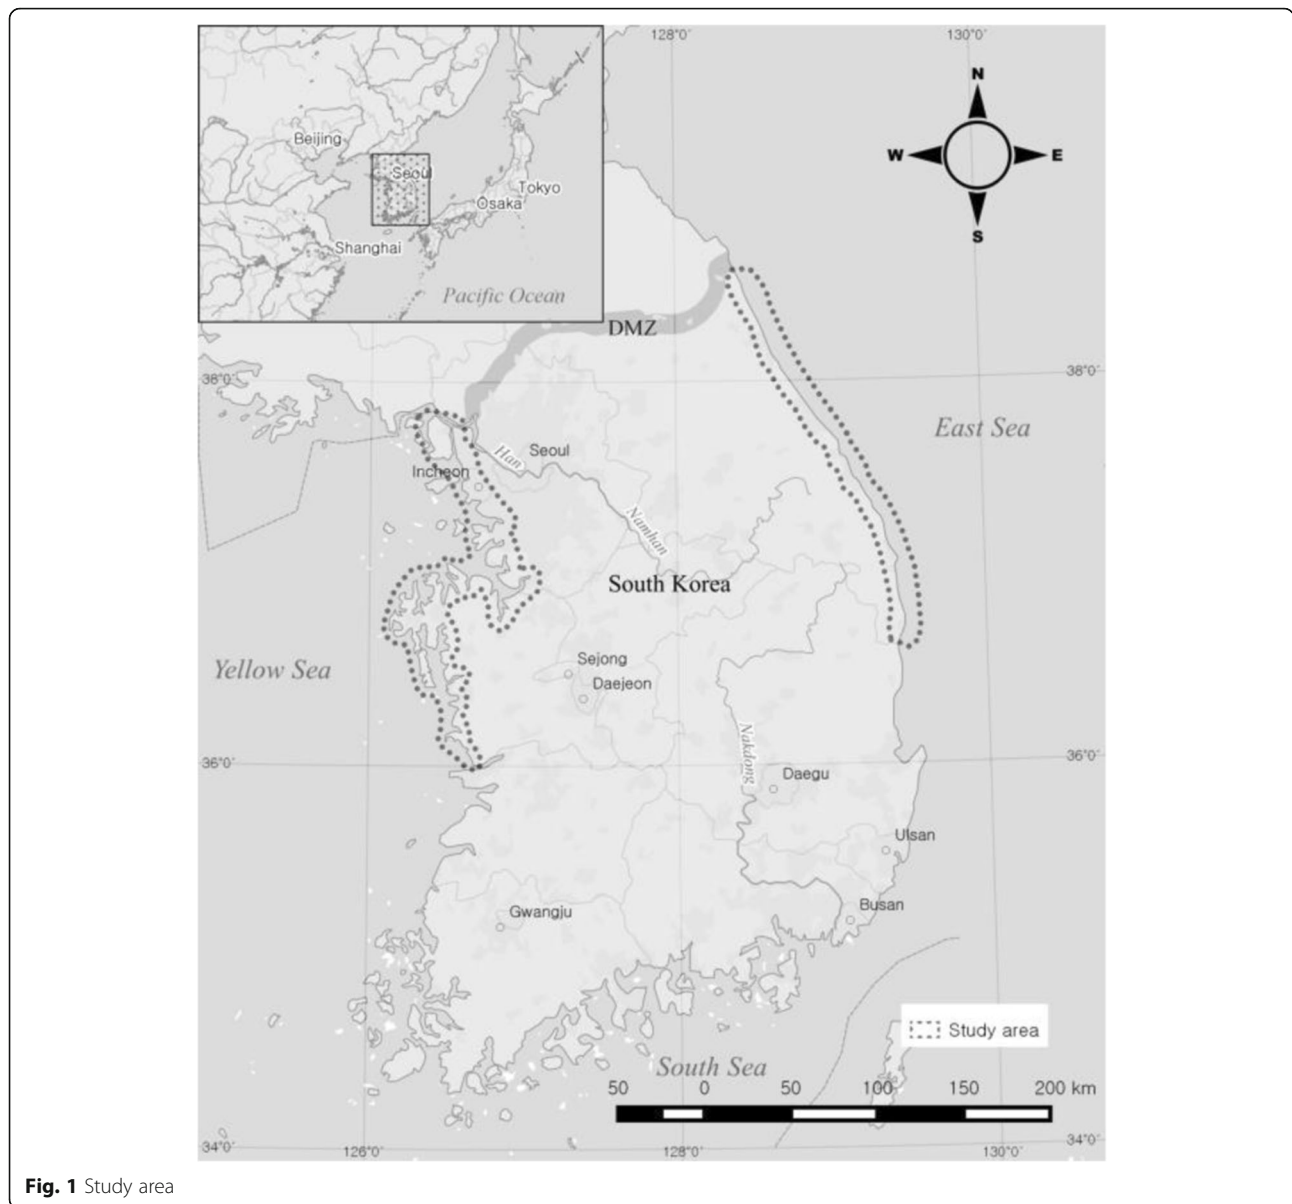 128°0'
130°0'
Beijing
Seoul
Tokyo
Osaka
Shanghai
Pacific Ocean
N
W
E
S
DMZ
38°0'
38°0'
East Sea
Han
Seoul
Incheon
Namhan
South Korea
Yellow Sea
Sejong
Daejeon
Nakdong
36°0'
36°0'
Daegu
Ulsan
Busan
Gwangju
Study area
South Sea
50 0 50 100 150 200 km
34°0'
34°0'
126°0'
128°0'
130°0'
Fig. 1 Study area